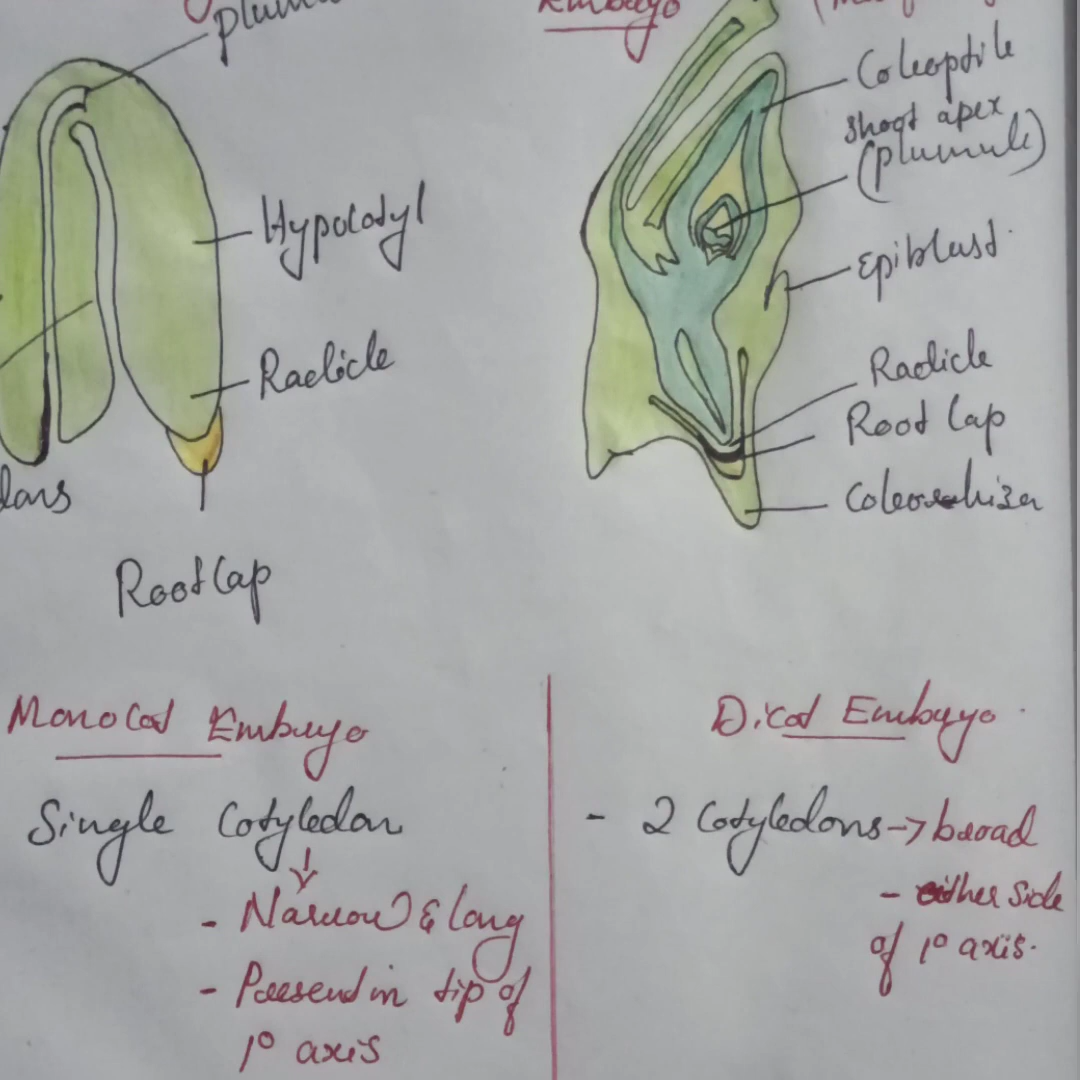 plumu
Embryo
Coleoptile
shoot apex
(plumule)
Hypocotyl
Epiblast
Radicle
Radicle
Root Cap
Coleorhiza
Root Cap
Monocot Embryo
Single Cotyledon
- Narrow & long
- Present in tip of
1° axis
Dicot Embryo
- 2 Cotyledons → broad
- either side
of 1° axis.